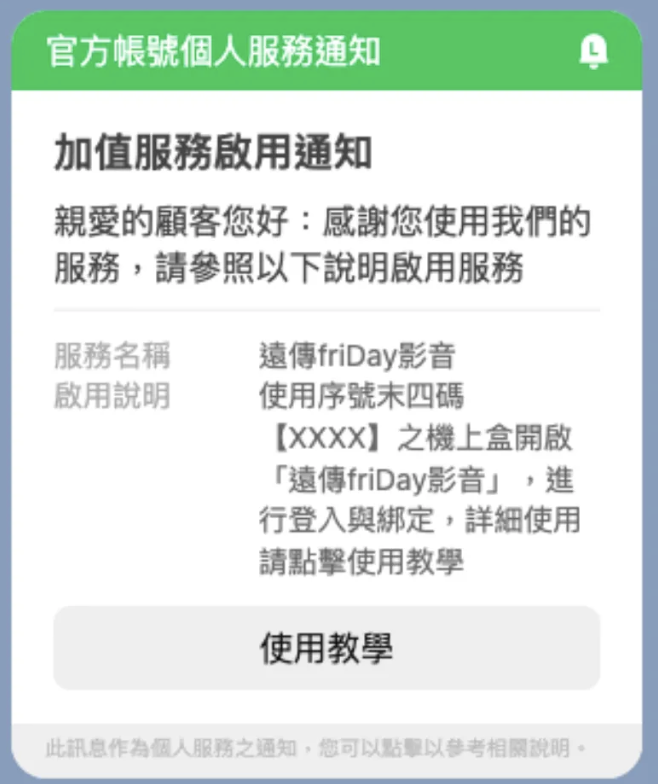 官方帳號個人服務通知
加值服務啟用通知
親愛的顧客您好：感謝您使用我們的
服務，請參照以下說明啟用服務
服務名稱 遠傳friDay影音
啟用說明 使用序號末四碼
【XXXX】之機上盒開啟
「遠傳friDay影音」，進
行登入與綁定，詳細使用
請點擊使用教學
使用教學
此訊息作為個人服務之通知，您可以點擊以參考相關說明。